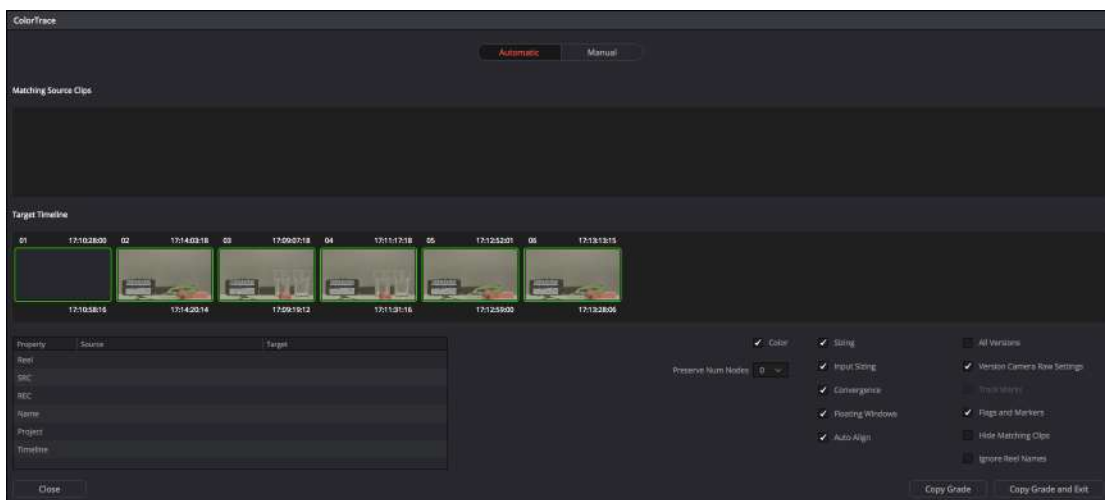 ColorTrace
Automatic Manual
Matching Source Clips
Target Timeline
01 17:10:28:00 02 17:14:03:18 03 17:09:07:18 04 17:11:17:18 05 17:12:52:01 06 17:13:13:15
17:10:58:16 17:14:20:14 17:09:19:12 17:11:31:16 17:12:59:00 17:13:28:06
Property Source Target
Reel
SRC
REC
Name
Project
Timeline
Color Sizing All Versions
Preserve Num Nodes 0 Input Sizing Version Camera Raw Settings
Convergence
Floating Windows Flags and Markers
Auto Align Hide Matching Clips
Ignore Reel Names
Close Copy Grade Copy Grade and Exit